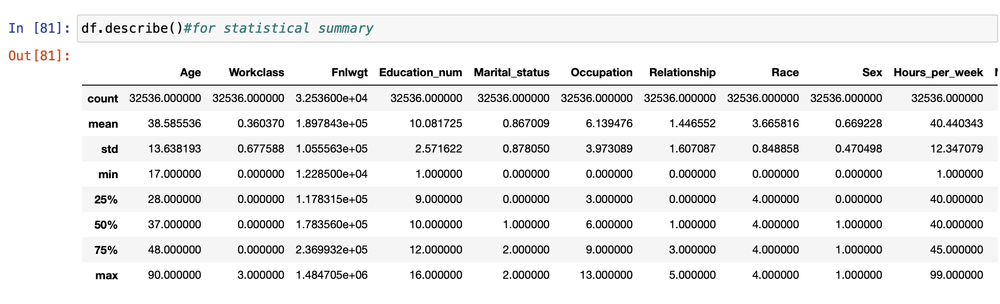 In [81]: df.describe()#for statistical summary
Out[81]:
Age Workclass Fnlwgt Education_num Marital_status Occupation Relationship Race Sex Hours_per_week
count 32536.000000 32536.000000 3.253600e+04 32536.000000 32536.000000 32536.000000 32536.000000 32536.000000 32536.000000 32536.000000
mean 38.585536 0.360370 1.897843e+05 10.081725 0.867009 6.139476 1.446552 3.665816 0.669228 40.440343
std 13.638193 0.677588 1.055563e+05 2.571622 0.878050 3.973089 1.607087 0.848858 0.470498 12.347079
min 17.000000 0.000000 1.228500e+04 1.000000 0.000000 0.000000 0.000000 0.000000 0.000000 1.000000
25% 28.000000 0.000000 1.178315e+05 9.000000 0.000000 3.000000 0.000000 4.000000 0.000000 40.000000
50% 37.000000 0.000000 1.783560e+05 10.000000 1.000000 6.000000 1.000000 4.000000 1.000000 40.000000
75% 48.000000 0.000000 2.369932e+05 12.000000 2.000000 9.000000 3.000000 4.000000 1.000000 45.000000
max 90.000000 3.000000 1.484705e+06 16.000000 2.000000 13.000000 5.000000 4.000000 1.000000 99.000000